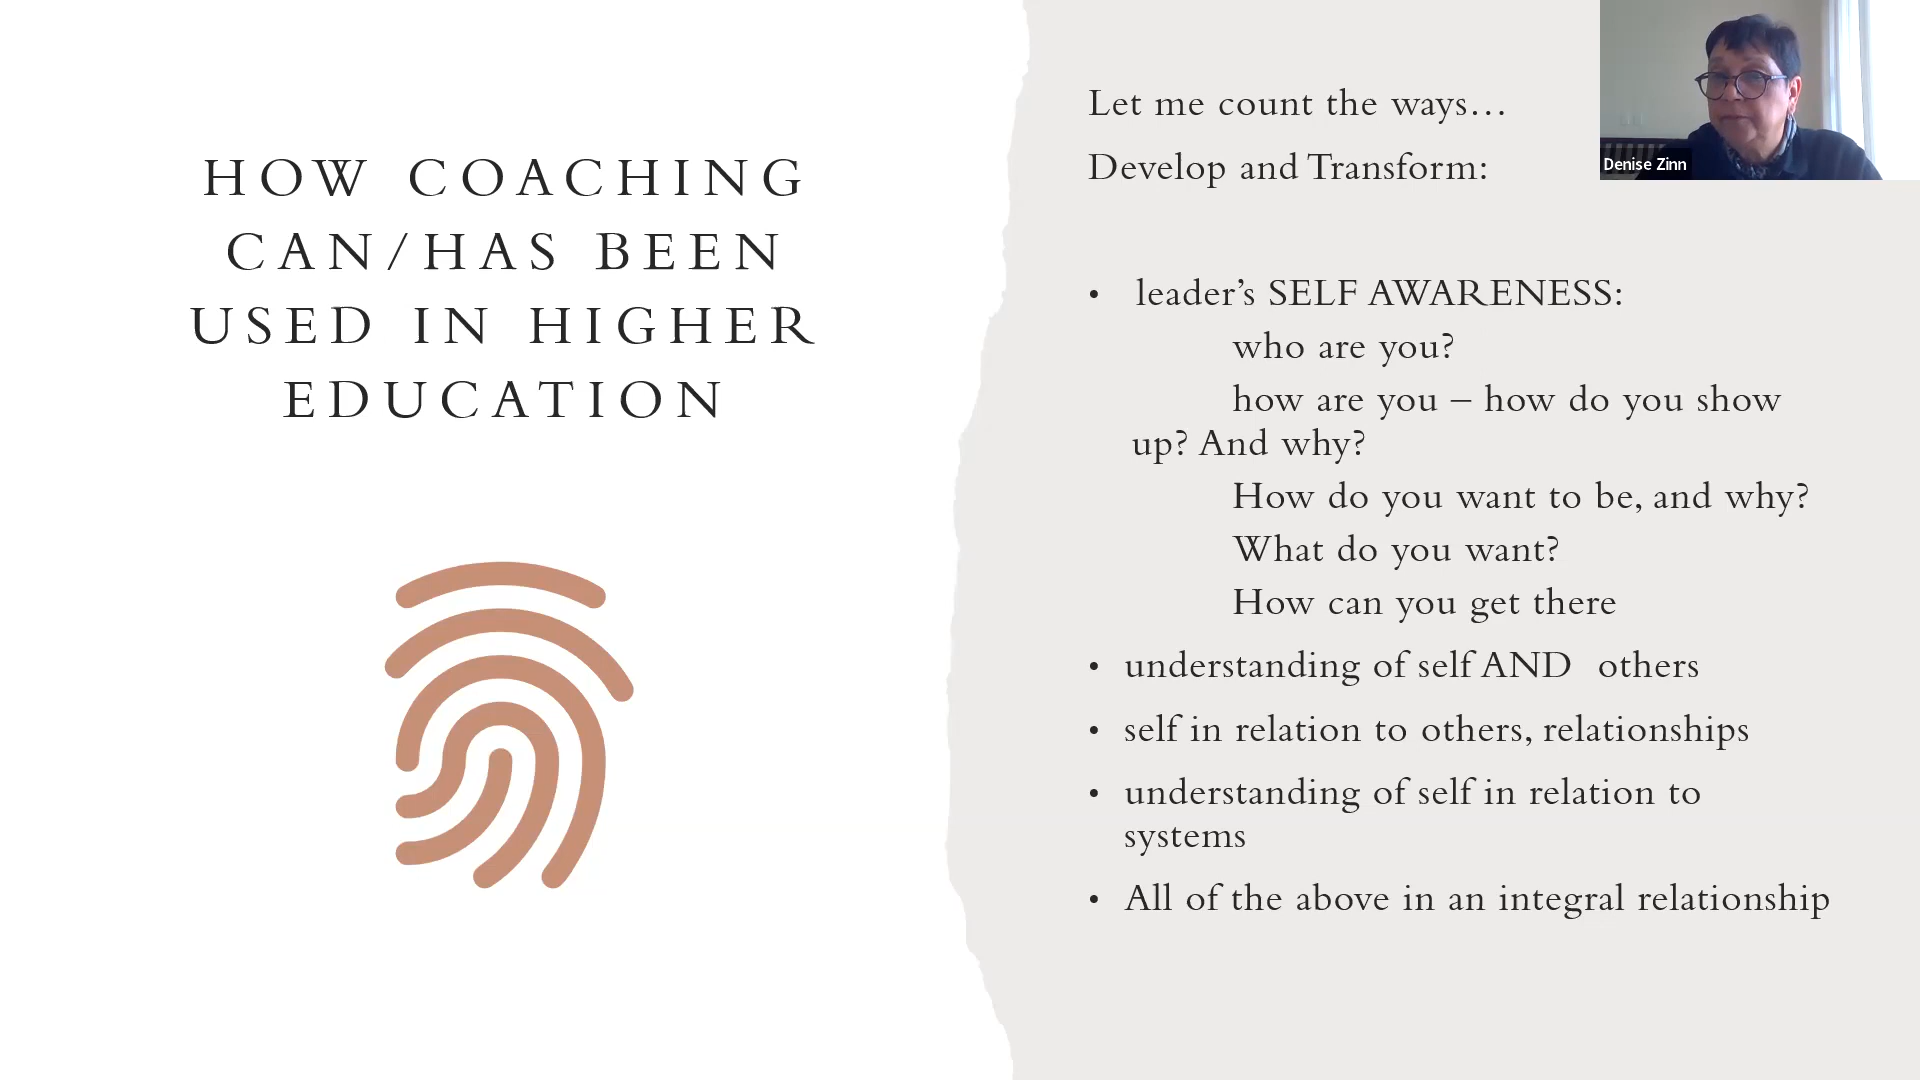 HOW COACHING
CAN/HAS BEEN
USED IN HIGHER
EDUCATION
Let me count the ways…
Develop and Transform:
• leader’s SELF AWARENESS:
who are you?
how are you – how do you show
up? And why?
How do you want to be, and why?
What do you want?
How can you get there
• understanding of self AND others
• self in relation to others, relationships
• understanding of self in relation to
systems
• All of the above in an integral relationship
Denise Zinn